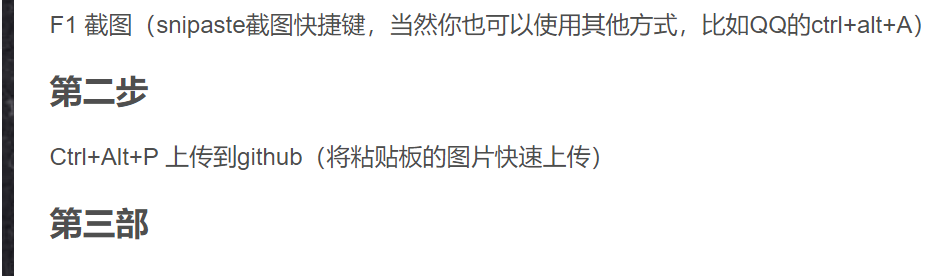 F1 截图（snipaste截图快捷键，当然你也可以使用其他方式，比如QQ的ctrl+alt+A）
第二步
Ctrl+Alt+P 上传到github（将粘贴板的图片快速上传）
第三部